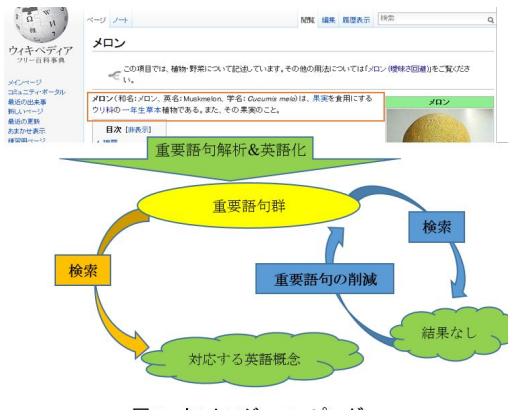 ページ ノート 閲覧 編集 履歴表示 検索
ウィキペディア
フリー百科事典
メロン
この項目では、植物・野菜について記述しています。その他の用法については「メロン (曖昧さ回避)」をご覧ください。
メインページ
コミュニティ・ポータル
最近の出来事
新しいページ
最近の更新
おまかせ表示
練習用ページ
メロン(和名:メロン、英名:Muskmelon、学名:Cucumis melo)は、果実を食用にする
ウリ科の一年生草本植物である。また、その果実のこと。
メロン
目次 [非表示]
重要語句解析&英語化
重要語句群
検索
検索
重要語句の削減
結果なし
対応する英語概念